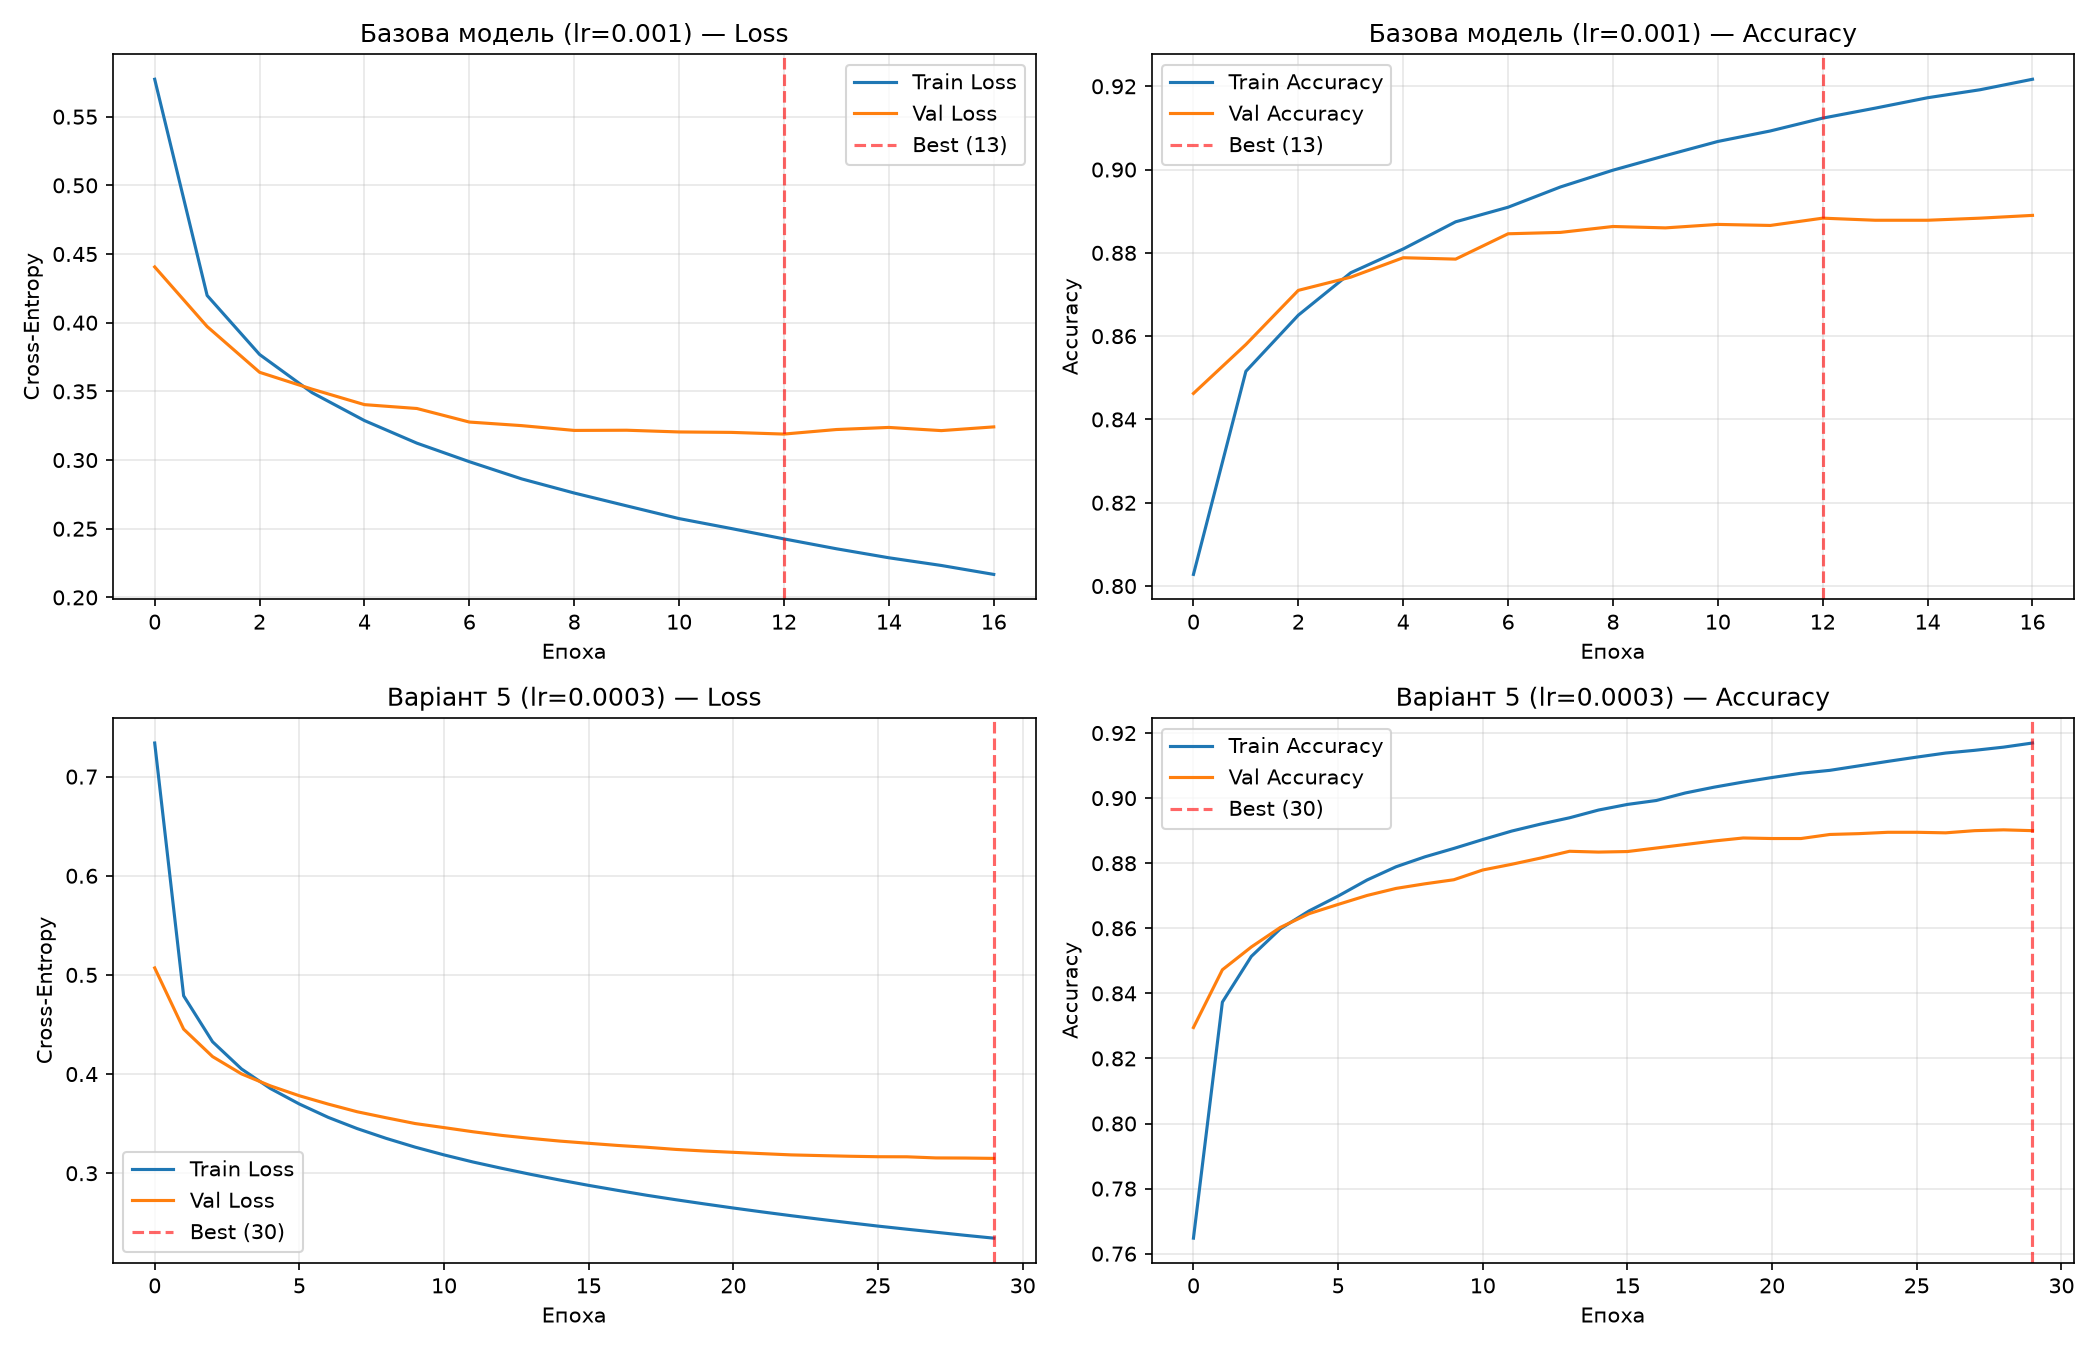 Базова модель (lr=0.001) — Loss
Cross-Entropy
0.55
0.50
0.45
0.40
0.35
0.30
0.25
0.20
Train Loss
Val Loss
Best (13)
0 2 4 6 8 10 12 14 16
Епоха
Базова модель (lr=0.001) — Accuracy
Accuracy
0.92
0.90
0.88
0.86
0.84
0.82
0.80
Train Accuracy
Val Accuracy
Best (13)
0 2 4 6 8 10 12 14 16
Епоха
Варіант 5 (lr=0.0003) — Loss
Cross-Entropy
0.7
0.6
0.5
0.4
0.3
Train Loss
Val Loss
Best (30)
0 5 10 15 20 25 30
Епоха
Варіант 5 (lr=0.0003) — Accuracy
Accuracy
0.92
0.90
0.88
0.86
0.84
0.82
0.80
0.78
0.76
Train Accuracy
Val Accuracy
Best (30)
0 5 10 15 20 25 30
Епоха